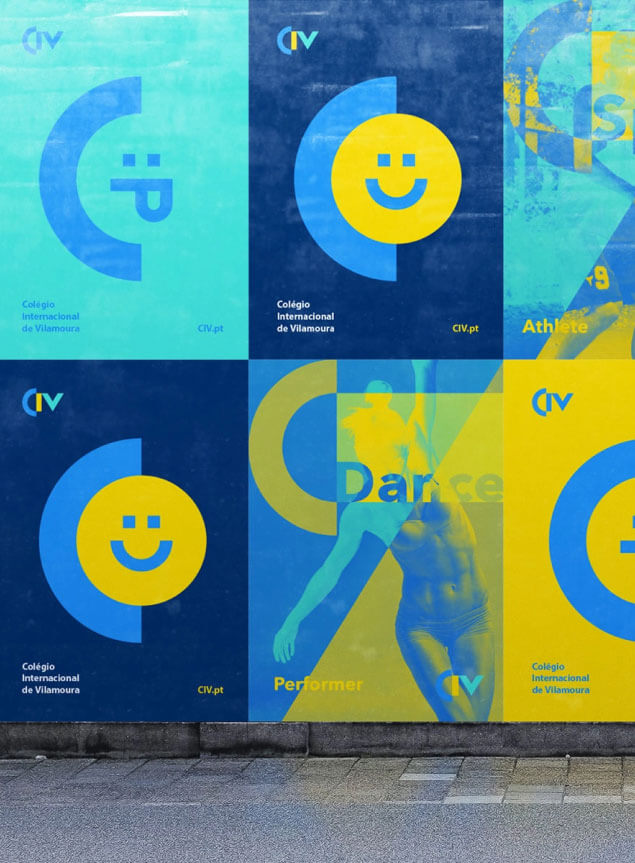 CIV
:P
Colégio
Internacional
de Vilamoura
CIV.pt
CIV
Colégio
Internacional
de Vilamoura
CIV.pt
9
Athlete
CIV
Colégio
Internacional
de Vilamoura
CIV.pt
Dance
Performer
CIV
CIV
Colégio
Internacional
de Vilamoura